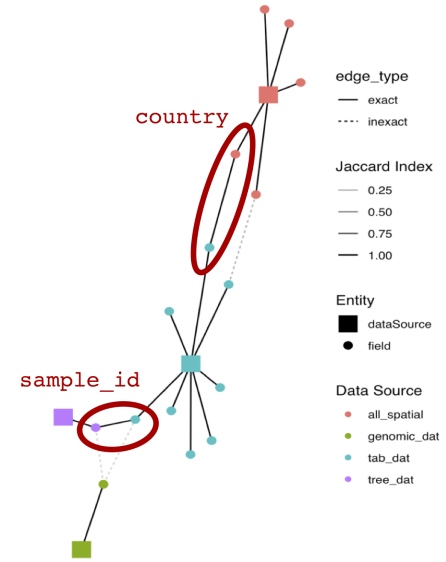 country
sample_id
edge_type
exact
inexact
Jaccard Index
0.25
0.50
0.75
1.00
Entity
dataSource
field
Data Source
all_spatial
genomic_dat
tab_dat
tree_dat